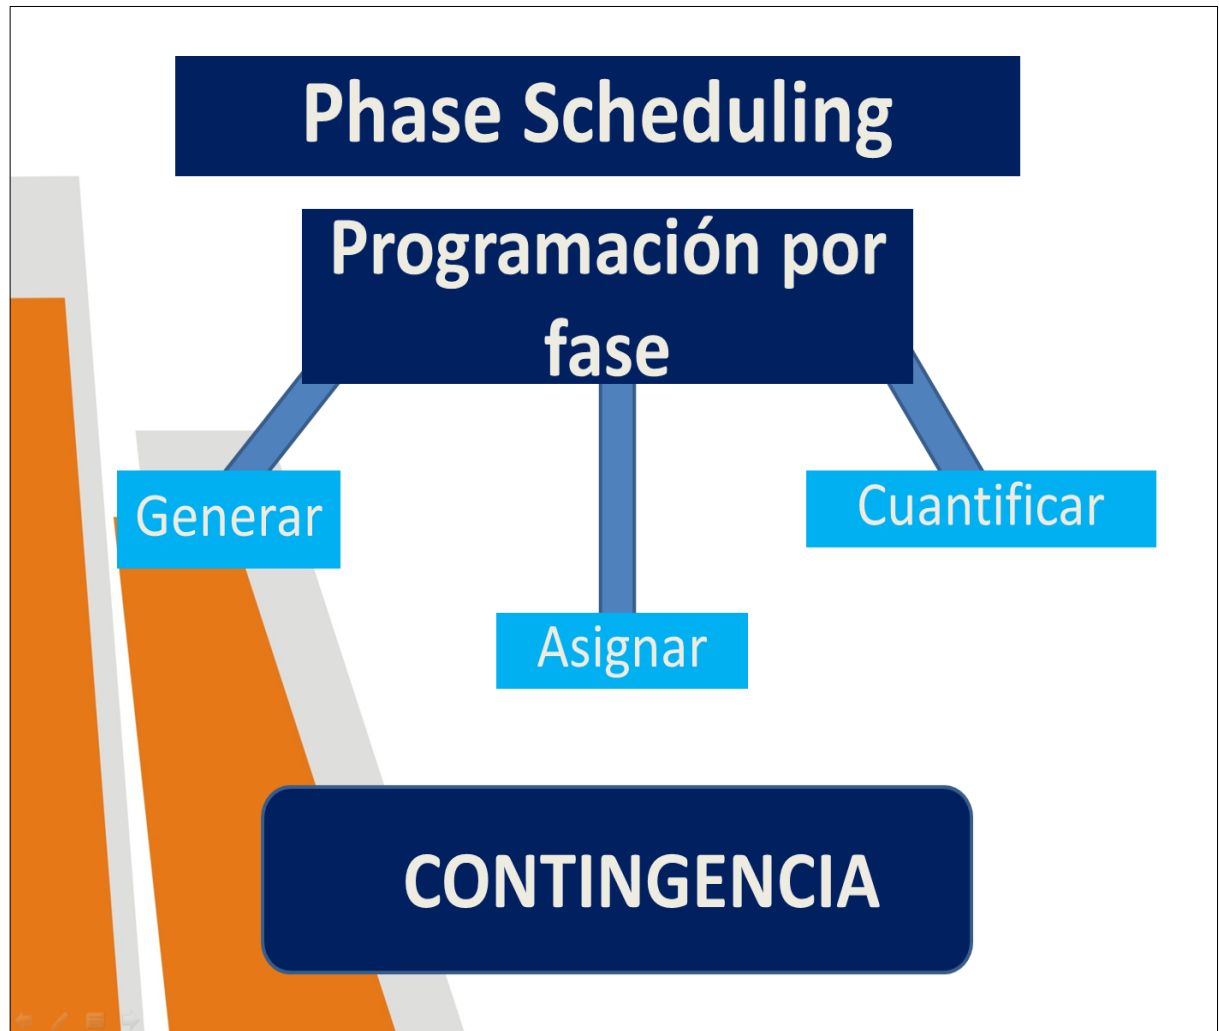 Phase Scheduling
Programación por
fase
Generar
Cuantificar
Asignar
CONTINGENCIA